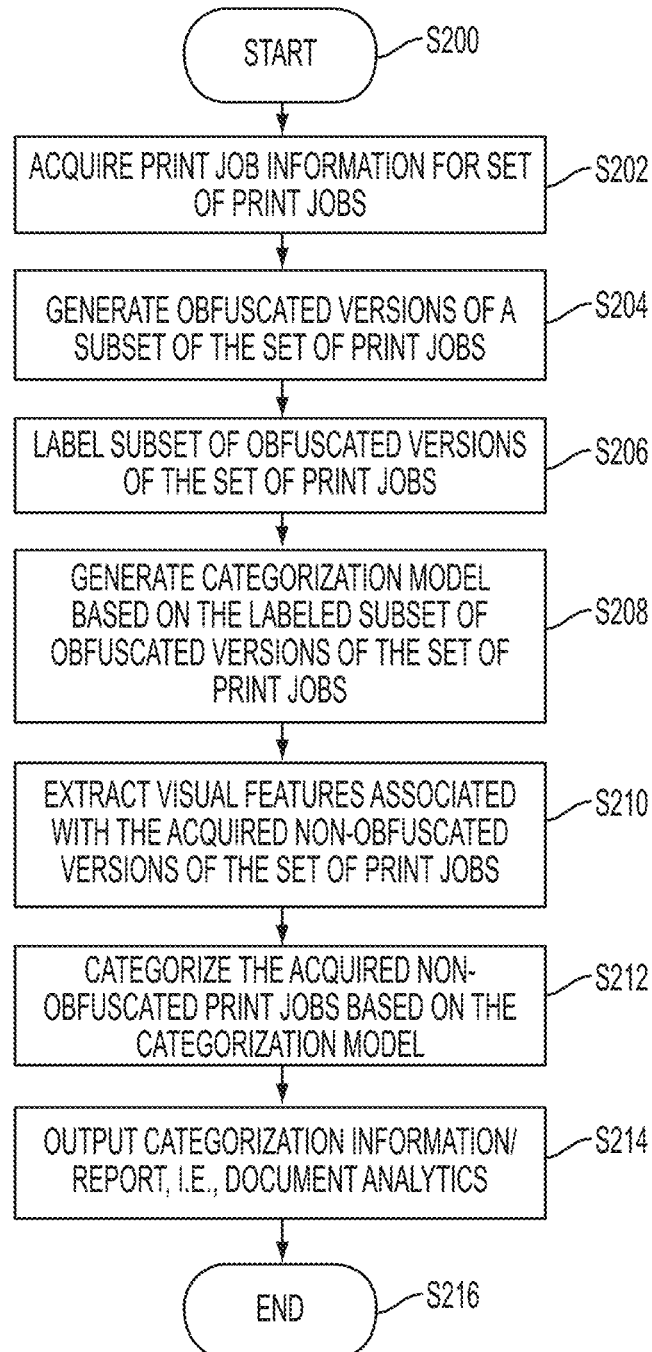 START
S200
ACQUIRE PRINT JOB INFORMATION FOR SET
OF PRINT JOBS
S202
GENERATE OBFUSCATED VERSIONS OF A
SUBSET OF THE SET OF PRINT JOBS
S204
LABEL SUBSET OF OBFUSCATED VERSIONS
OF THE SET OF PRINT JOBS
S206
GENERATE CATEGORIZATION MODEL
BASED ON THE LABELED SUBSET OF
OBFUSCATED VERSIONS OF THE SET OF
PRINT JOBS
S208
EXTRACT VISUAL FEATURES ASSOCIATED
WITH THE ACQUIRED NON-OBFUSCATED
VERSIONS OF THE SET OF PRINT JOBS
S210
CATEGORIZE THE ACQUIRED NON-
OBFUSCATED PRINT JOBS BASED ON THE
CATEGORIZATION MODEL
S212
OUTPUT CATEGORIZATION INFORMATION/
REPORT, I.E., DOCUMENT ANALYTICS
S214
END
S216